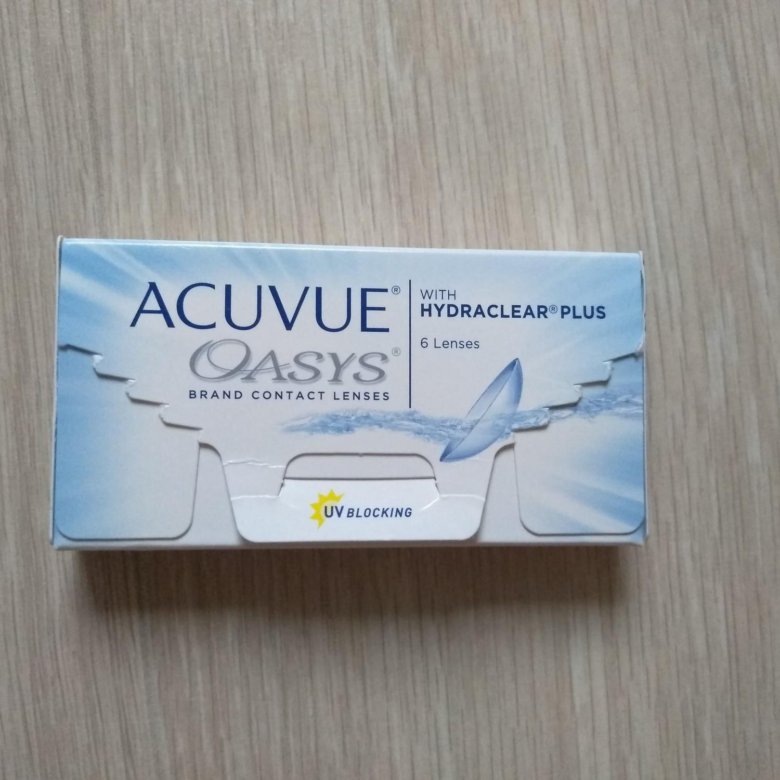 ACUVUE®
OASYS®
BRAND CONTACT LENSES
WITH
HYDRACLEAR® PLUS
6 Lenses
UV BLOCKING